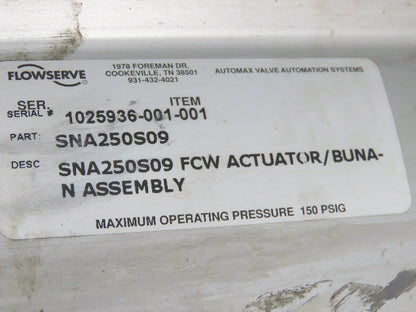 FLOWSERVE
1978 FOREMAN DR.
COOKEVILLE, TN 38501
931-432-4021
AUTOMAX VALVE AUTOMATION SYSTEMS
SER. ITEM
SERIAL # 1025936-001-001
PART: SNA250S09
DESC SNA250S09 FCW ACTUATOR/BUNA-
N ASSEMBLY
MAXIMUM OPERATING PRESSURE 150 PSIG